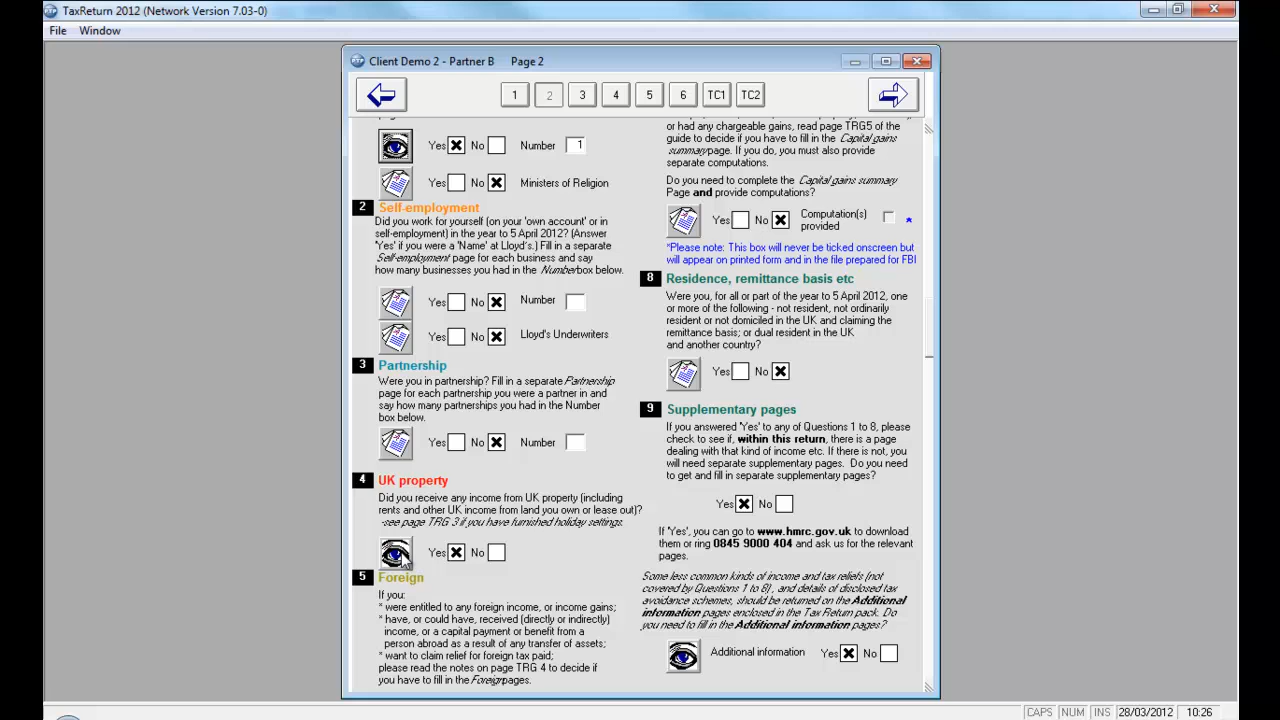 TaxReturn 2012 (Network Version 7.03-0)
File Window
Client Demo 2 - Partner B Page 2
1 2 3 4 5 6 TC1 TC2
Yes No Number 1
Yes No Ministers of Religion
2 Self-employment
Did you work for yourself (on your 'own account' or in
self-employment) in the year to 5 April 2012? (Answer
'Yes' if you were a 'Name' at Lloyd's.) Fill in a separate
Self-employment page for each business and say
how many businesses you had in the Number box below.
Yes No Number
Yes No Lloyd's Underwriters
3 Partnership
Were you in partnership? Fill in a separate Partnership
page for each partnership you were a partner in and
say how many partnerships you had in the Number
box below.
Yes No Number
4 UK property
Did you receive any income from UK property (including
rents and other UK income from land you own or lease out)?
-see page TRG 3 if you have furnished holiday settings.
Yes No
5 Foreign
If you:
* were entitled to any foreign income, or income gains;
* have, or could have, received (directly or indirectly)
income, or a capital payment or benefit from a
person abroad as a result of any transfer of assets;
* want to claim relief for foreign tax paid;
please read the notes on page TRG 4 to decide if
you have to fill in the Foreign pages.
or had any chargeable gains, read page TRG5 of the
guide to decide if you have to fill in the Capital gains
summary page. If you do, you must also provide
separate computations.
Do you need to complete the Capital gains summary
Page and provide computations?
Yes No Computation(s)
provided *
*Please note: This box will never be ticked onscreen but
will appear on printed form and in the file prepared for FBI
8 Residence, remittance basis etc
Were you, for all or part of the year to 5 April 2012, one
or more of the following - not resident, not ordinarily
resident or not domiciled in the UK and claiming the
remittance basis; or dual resident in the UK
and another country?
Yes No
9 Supplementary pages
If you answered 'Yes' to any of Questions 1 to 8, please
check to see if, within this return, there is a page
dealing with that kind of income etc. If there is not, you
will need separate supplementary pages. Do you need
to get and fill in separate supplementary pages?
Yes No
If 'Yes', you can go to www.hmrc.gov.uk to download
them or ring 0845 9000 404 and ask us for the relevant
pages.
Some less common kinds of income and tax reliefs (not
covered by Questions 1 to 8), and details of disclosed tax
avoidance schemes, should be returned on the Additional
information pages enclosed in the Tax Return pack. Do
you need to fill in the Additional information pages?
Additional information Yes No
CAPS NUM INS 28/03/2012 10:26